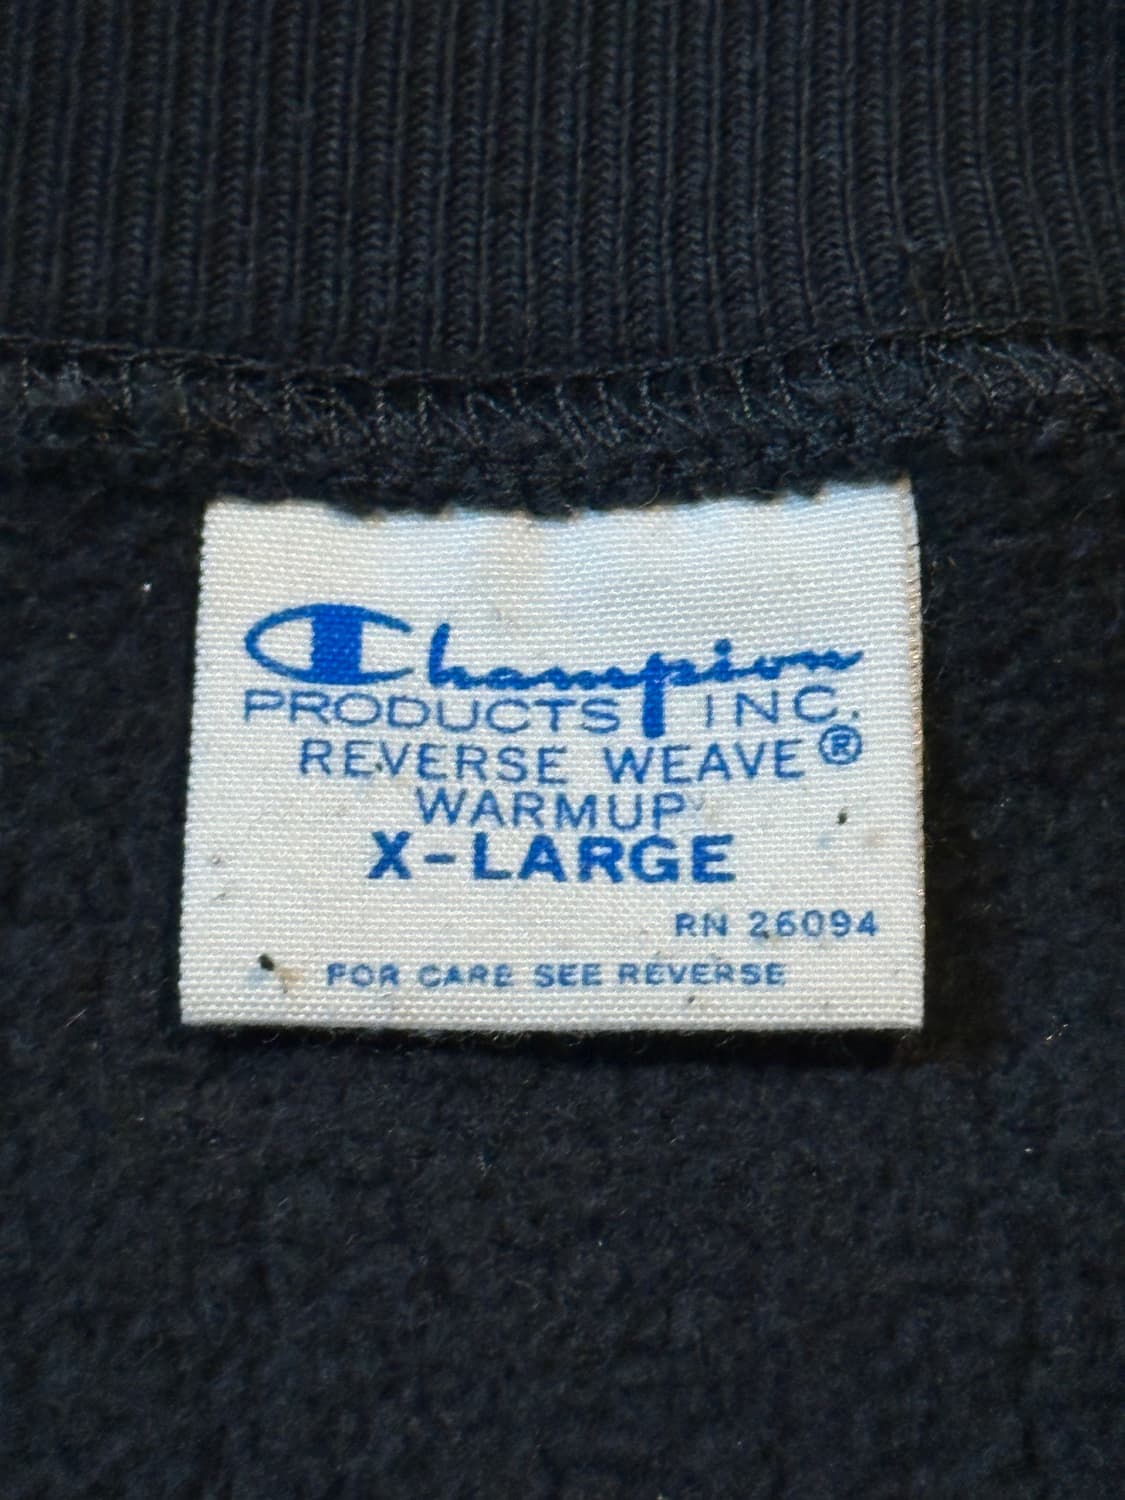 Champion
PRODUCTS INC.
REVERSE WEAVE®
WARMUP
X-LARGE
RN 26094
FOR CARE SEE REVERSE